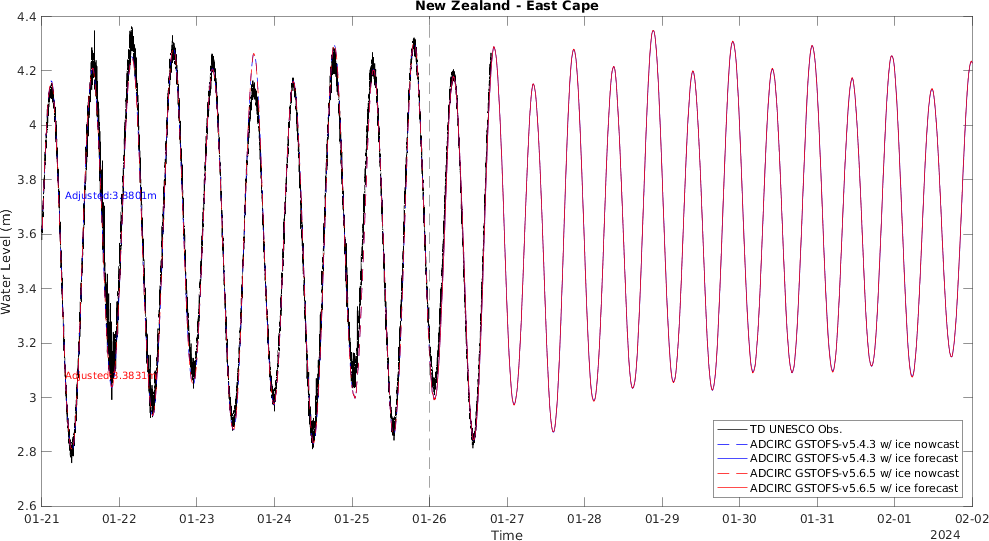 New Zealand - East Cape
Water Level (m)
4.4
4.2
4
3.8
3.6
3.4
3.2
3
2.8
2.6
Adjusted:3.3801m
Adjusted:3.3831m
TD UNESCO Obs.
ADCIRC GSTOFS-v5.4.3 w/ ice nowcast
ADCIRC GSTOFS-v5.4.3 w/ ice forecast
ADCIRC GSTOFS-v5.6.5 w/ ice nowcast
ADCIRC GSTOFS-v5.6.5 w/ ice forecast
01-21 01-22 01-23 01-24 01-25 01-26 01-27 01-28 01-29 01-30 01-31 02-01 02-02
Time
2024